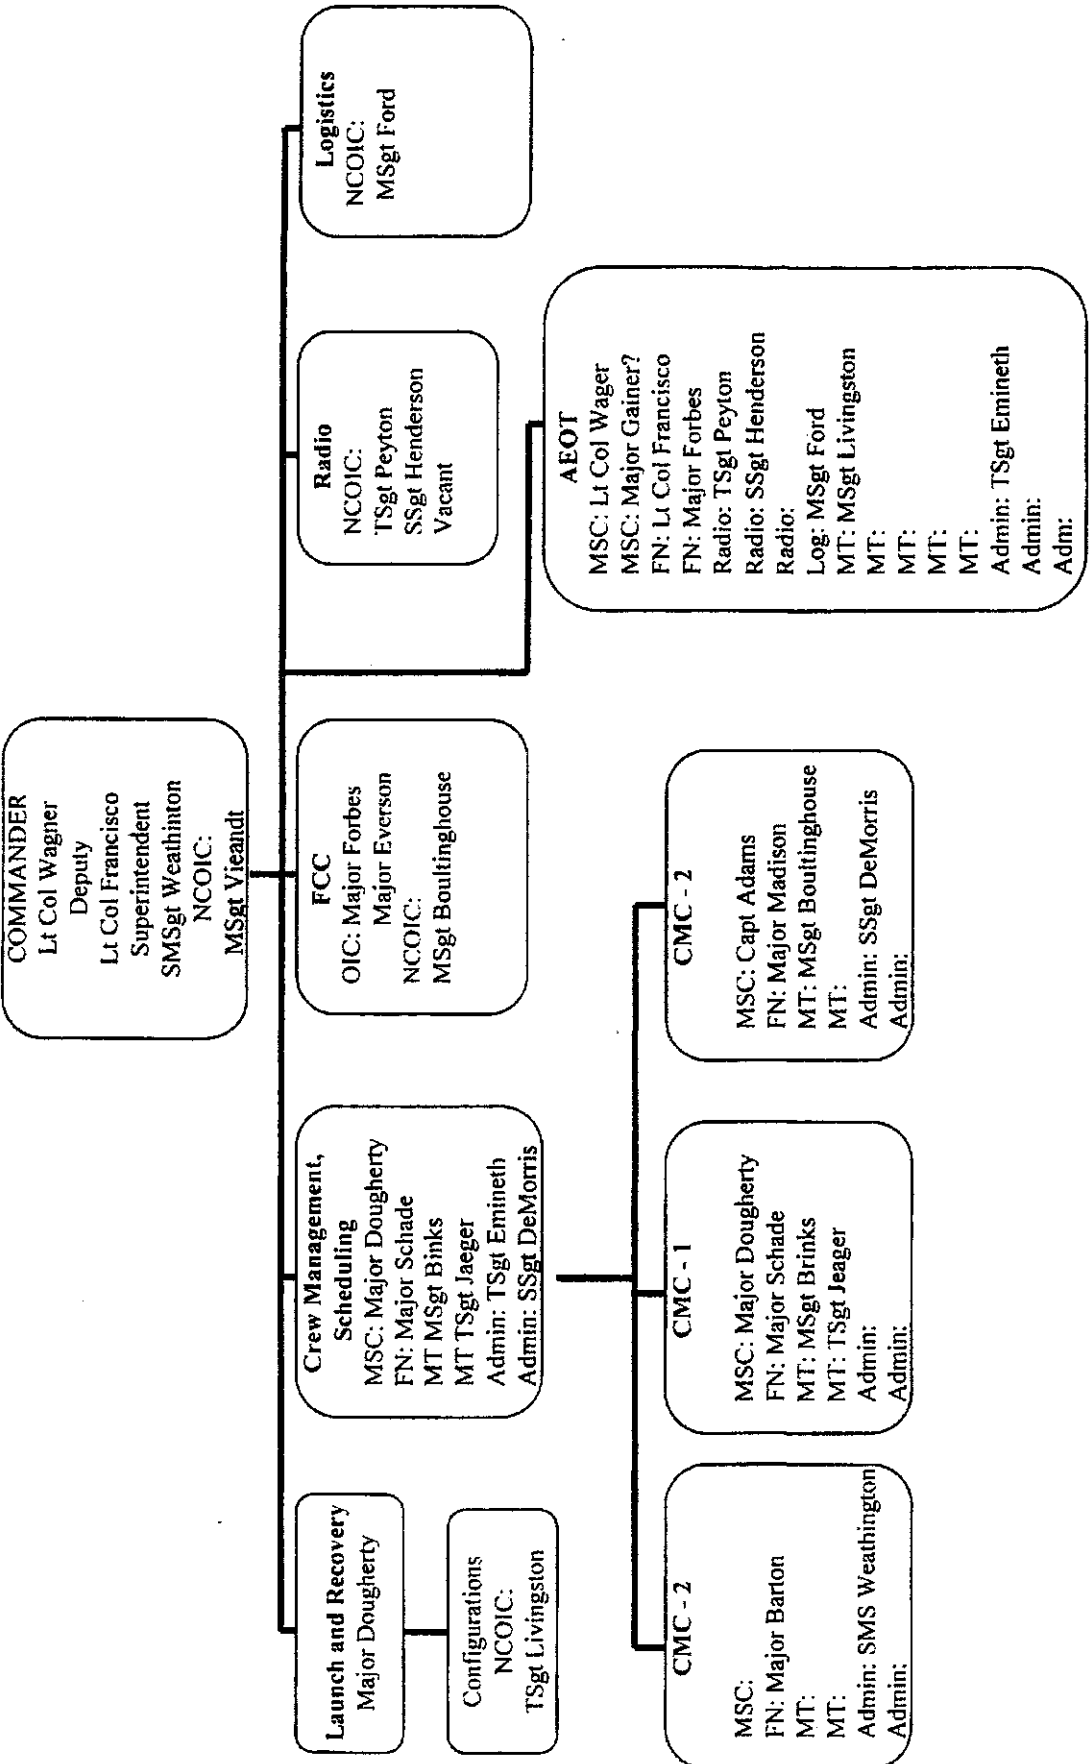 COMMANDER
Lt Col Wagner
Deputy
Lt Col Francisco
Superintendent
SMSgt Weathinton
NCOIC:
MSgt Vieandt
Launch and Recovery
Major Dougherty
Configurations
NCOIC:
TSgt Livingston
Crew Management,
Scheduling
MSC: Major Dougherty
FN: Major Schade
MT MSgt Binks
MT TSgt Jaeger
Admin: TSgt Emineth
Admin: SSgt DeMorris
FCC
OIC: Major Forbes
Major Everson
NCOIC:
MSgt Boultinghouse
Radio
NCOIC:
TSgt Peyton
SSgt Henderson
Vacant
Logistics
NCOIC:
MSgt Ford
CMC - 2
MSC:
FN: Major Barton
MT:
MT:
Admin: SMS Weathington
Admin:
CMC - 1
MSC: Major Dougherty
FN: Major Schade
MT: MSgt Brinks
MT: TSgt Jeager
Admin:
Admin:
CMC - 2
MSC: Capt Adams
FN: Major Madison
MT: MSgt Boultinghouse
MT:
Admin: SSgt DeMorris
Admin:
AEOT
MSC: Lt Col Wager
MSC: Major Gainer?
FN: Lt Col Francisco
FN: Major Forbes
Radio: TSgt Peyton
Radio: SSgt Henderson
Radio:
Log: MSgt Ford
MT: MSgt Livingston
MT:
MT:
MT:
MT:
Admin: TSgt Emineth
Admin:
Adm: